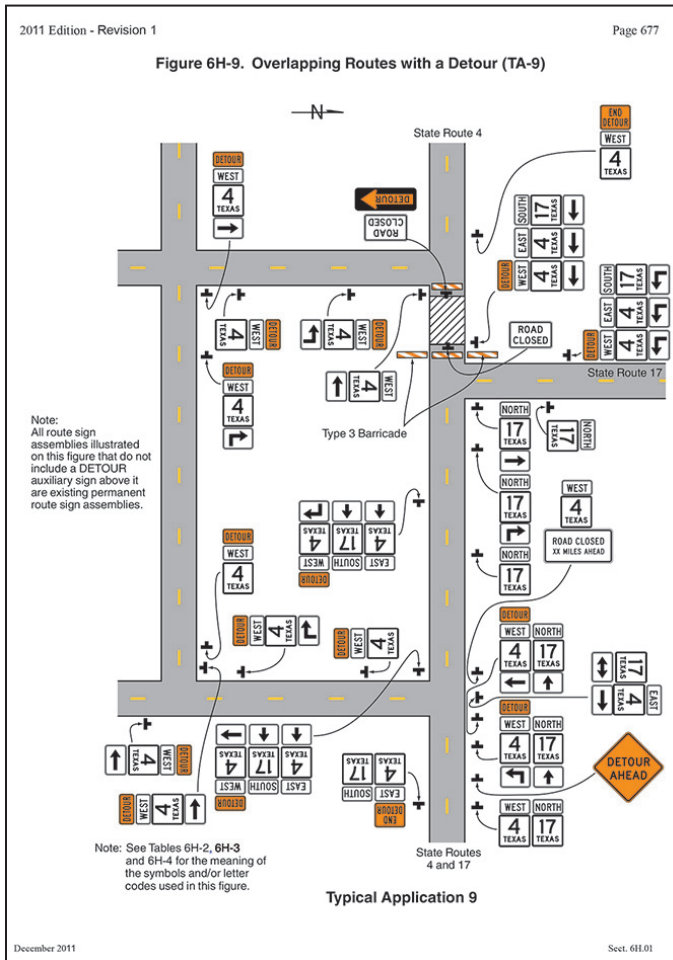 2011 Edition - Revision 1
Page 677
Figure 6H-9. Overlapping Routes with a Detour (TA-9)
N
State Route 4
END
DETOUR
WEST
4
TEXAS
DETOUR
WEST
4
TEXAS
DETOUR
ROAD
CLOSED
SOUTH
17
TEXAS
EAST
4
TEXAS
DETOUR
WEST
4
TEXAS
SOUTH
17
TEXAS
EAST
4
TEXAS
DETOUR
WEST
4
TEXAS
4
TEXAS
WEST
DETOUR
4
TEXAS
WEST
DETOUR
ROAD
CLOSED
4
TEXAS
WEST
State Route 17
DETOUR
WEST
4
TEXAS
Type 3 Barricade
NORTH
17
TEXAS
17
TEXAS
NORTH
Note:
All route sign
assemblies illustrated
on this figure that do not
include a DETOUR
auxiliary sign above it
are existing permanent
route sign assemblies.
NORTH
17
TEXAS
WEST
4
TEXAS
ROAD CLOSED
XX MILES AHEAD
NORTH
17
TEXAS
4
TEXAS
WEST
DETOUR
17
TEXAS
SOUTH
4
TEXAS
EAST
DETOUR
WEST
4
TEXAS
DETOUR
WEST
4
TEXAS
DETOUR
WEST
4
TEXAS
DETOUR
WEST
4
TEXAS
NORTH
17
TEXAS
17
TEXAS
4
TEXAS
EAST
DETOUR
WEST
4
TEXAS
NORTH
17
TEXAS
DETOUR
AHEAD
4
TEXAS
WEST
DETOUR
4
TEXAS
WEST
DETOUR
17
TEXAS
SOUTH
4
TEXAS
EAST
17
TEXAS
SOUTH
4
TEXAS
EAST
END
DETOUR
DETOUR
WEST
4
TEXAS
WEST
4
TEXAS
NORTH
17
TEXAS
Note: See Tables 6H-2, 6H-3
and 6H-4 for the meaning of
the symbols and/or letter
codes used in this figure.
State Routes
4 and 17
Typical Application 9
December 2011
Sect. 6H.01